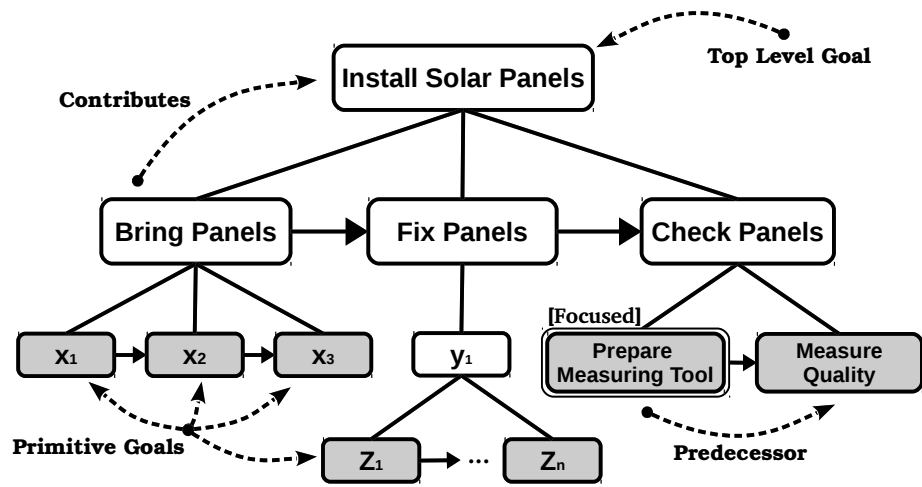 Install Solar Panels
Top Level Goal
Contributes
Bring Panels
Fix Panels
Check Panels
[Focused]
x1
x2
x3
y1
Prepare
Measuring Tool
Measure
Quality
Primitive Goals
Predecessor
Z1
...
Zn